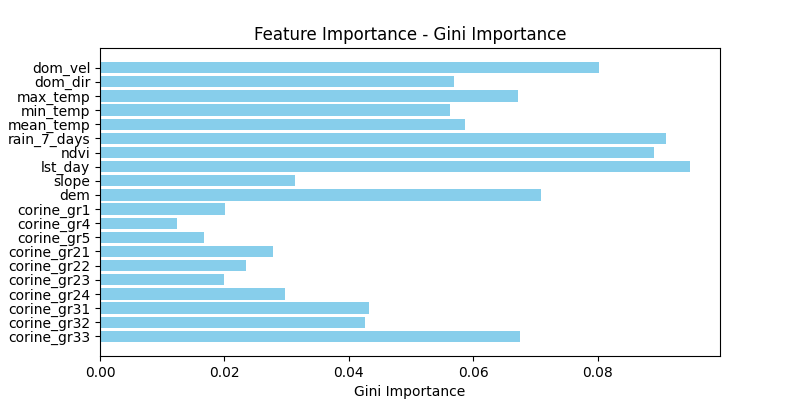 Feature Importance - Gini Importance
dom_vel
dom_dir
max_temp
min_temp
mean_temp
rain_7_days
ndvi
lst_day
slope
dem
corine_gr1
corine_gr4
corine_gr5
corine_gr21
corine_gr22
corine_gr23
corine_gr24
corine_gr31
corine_gr32
corine_gr33
0.00 0.02 0.04 0.06 0.08
Gini Importance